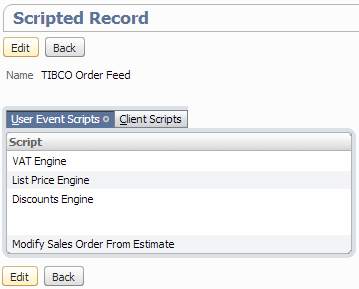 Scripted Record
Edit Back
Name TIBCO Order Feed
User Event Scripts Client Scripts
Script
VAT Engine
List Price Engine
Discounts Engine
Modify Sales Order From Estimate
Edit Back